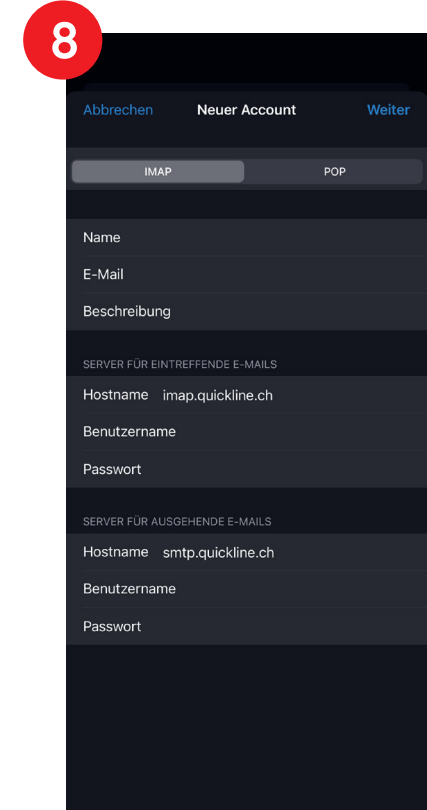 8
Abbrechen Neuer Account Weiter
IMAP POP
Name
E-Mail
Beschreibung
SERVER FÜR EINTREFFENDE E-MAILS
Hostname imap.quickline.ch
Benutzername
Passwort
SERVER FÜR AUSGEHENDE E-MAILS
Hostname smtp.quickline.ch
Benutzername
Passwort